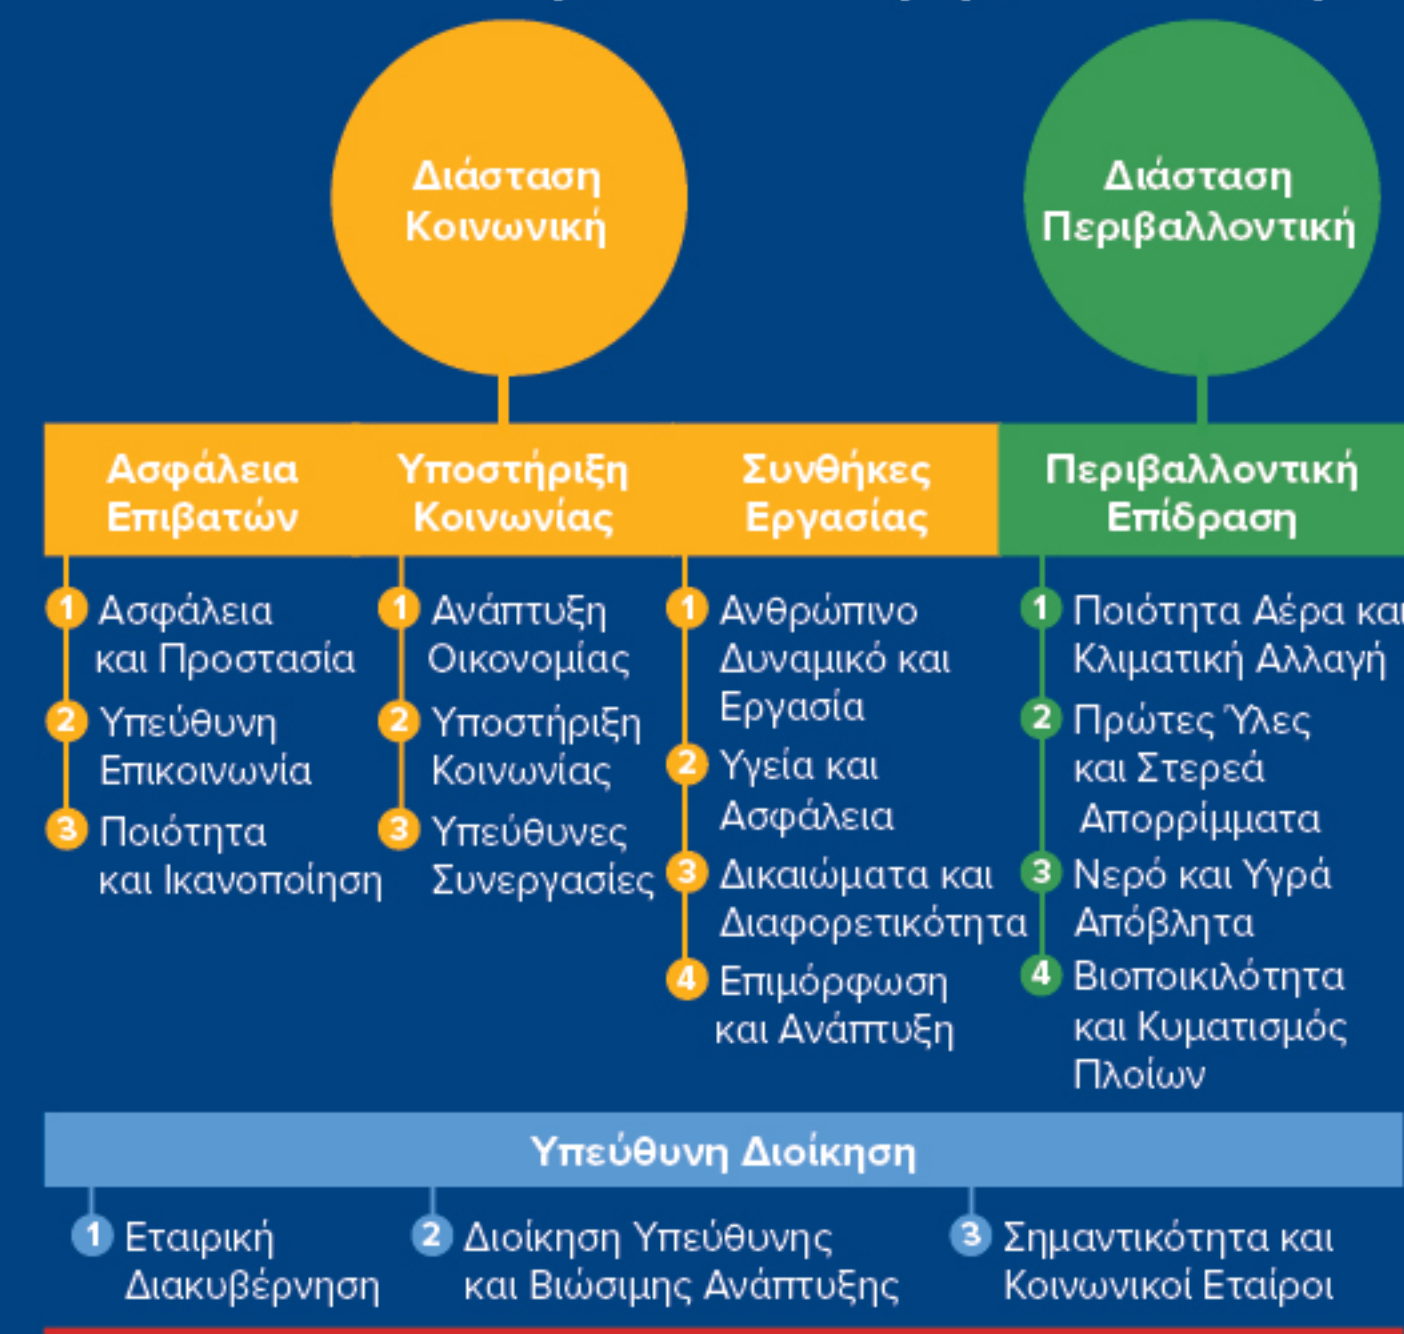 Διάσταση
Κοινωνική
Διάσταση
Περιβαλλοντική
Ασφάλεια
Επιβατών
Υποστήριξη
Κοινωνίας
Συνθήκες
Εργασίας
Περιβαλλοντική
Επίδραση
1 Ασφάλεια
και Προστασία
2 Υπεύθυνη
Επικοινωνία
3 Ποιότητα
και Ικανοποίηση
1 Ανάπτυξη
Οικονομίας
2 Υποστήριξη
Κοινωνίας
3 Υπεύθυνες
Συνεργασίες
1 Ανθρώπινο
Δυναμικό και
Εργασία
2 Υγεία και
Ασφάλεια
3 Δικαιώματα και
Διαφορετικότητα
4 Επιμόρφωση
και Ανάπτυξη
1 Ποιότητα Αέρα και
Κλιματική Αλλαγή
2 Πρώτες Ύλες
και Στερεά
Απορρίμματα
3 Νερό και Υγρά
Απόβλητα
4 Βιοποικιλότητα
και Κυματισμός
Πλοίων
Υπεύθυνη Διοίκηση
1 Εταιρική
Διακυβέρνηση
2 Διοίκηση Υπεύθυνης
και Βιώσιμης Ανάπτυξης
3 Σημαντικότητα και
Κοινωνικοί Εταίροι